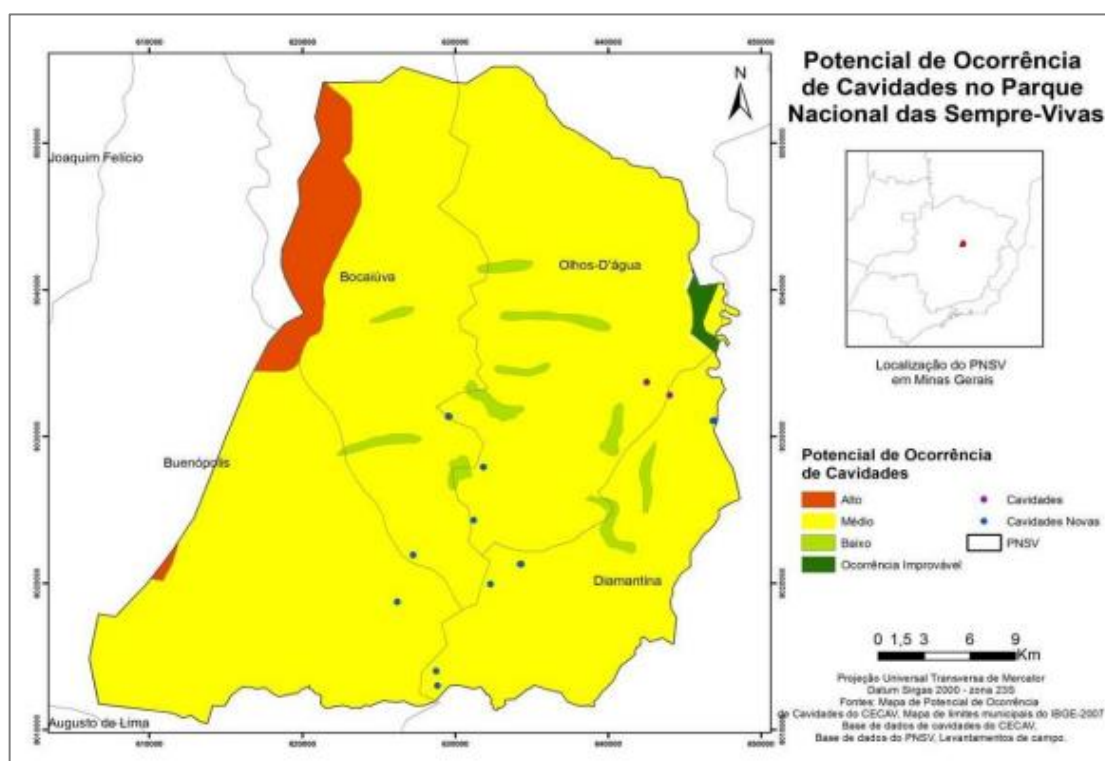 Potencial de Ocorrência
de Cavidades no Parque
Nacional das Sempre-Vivas
N
610000
620000
640000
Joaquim Felício
Olhos-D'água
Bocaiúva
Localização do PNSV
em Minas Gerais
Buenópolis
Diamantina
Augusto de Lima
Potencial de Ocorrência
de Cavidades
Alto
Médio
Baixo
Ocorrência Improvável
Cavidades
Cavidades Novas
PNSV
0 1,5 3 6 9
Km
Projeção Universal Transversa de Mercator
Datum Sirgas 2000 - zona 23S
Fontes: Mapa de Potencial de Ocorrência
de Cavidades do CECAV, Mapa de limites municipais do IBGE-2007
Base de dados de cavidades do CECAV,
Base de dados do PNSV, Levantamentos de campo.